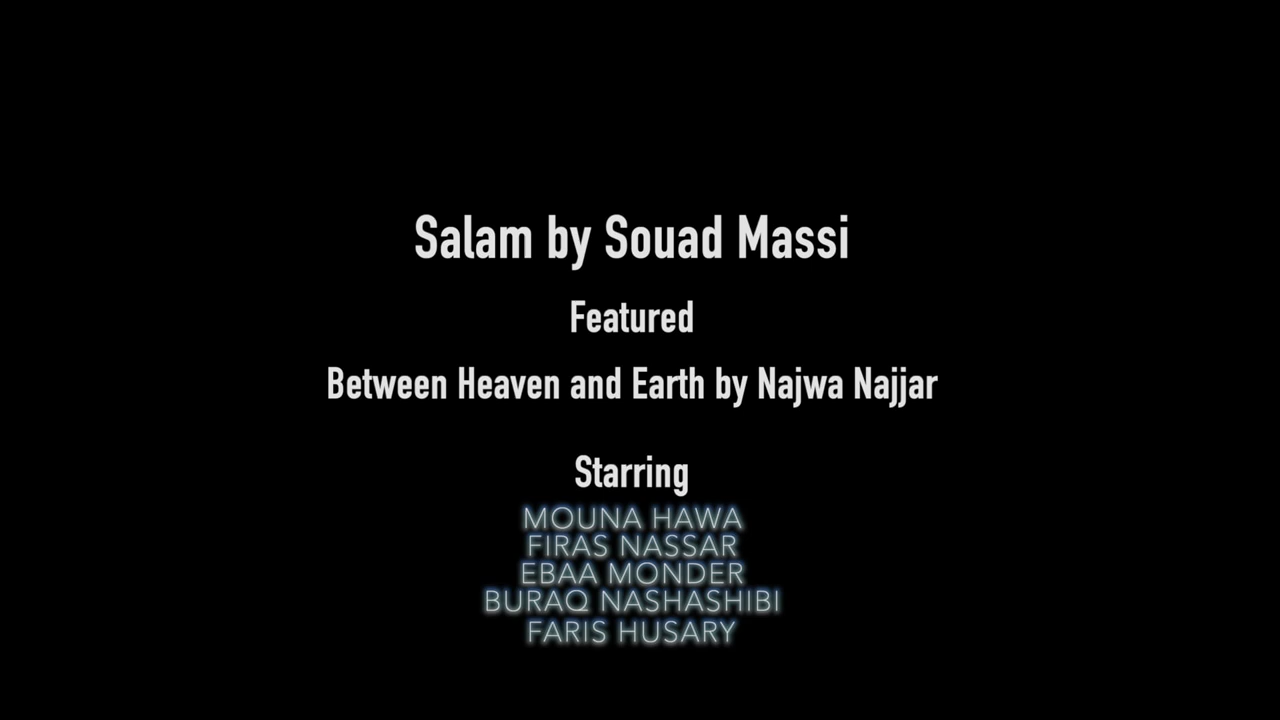 Salam by Souad Massi
Featured
Between Heaven and Earth by Najwa Najjar
Starring
MOUNA HAWA
FIRAS NASSAR
EBAA MONDER
BURAQ NASHASHIBI
FARIS HUSARY